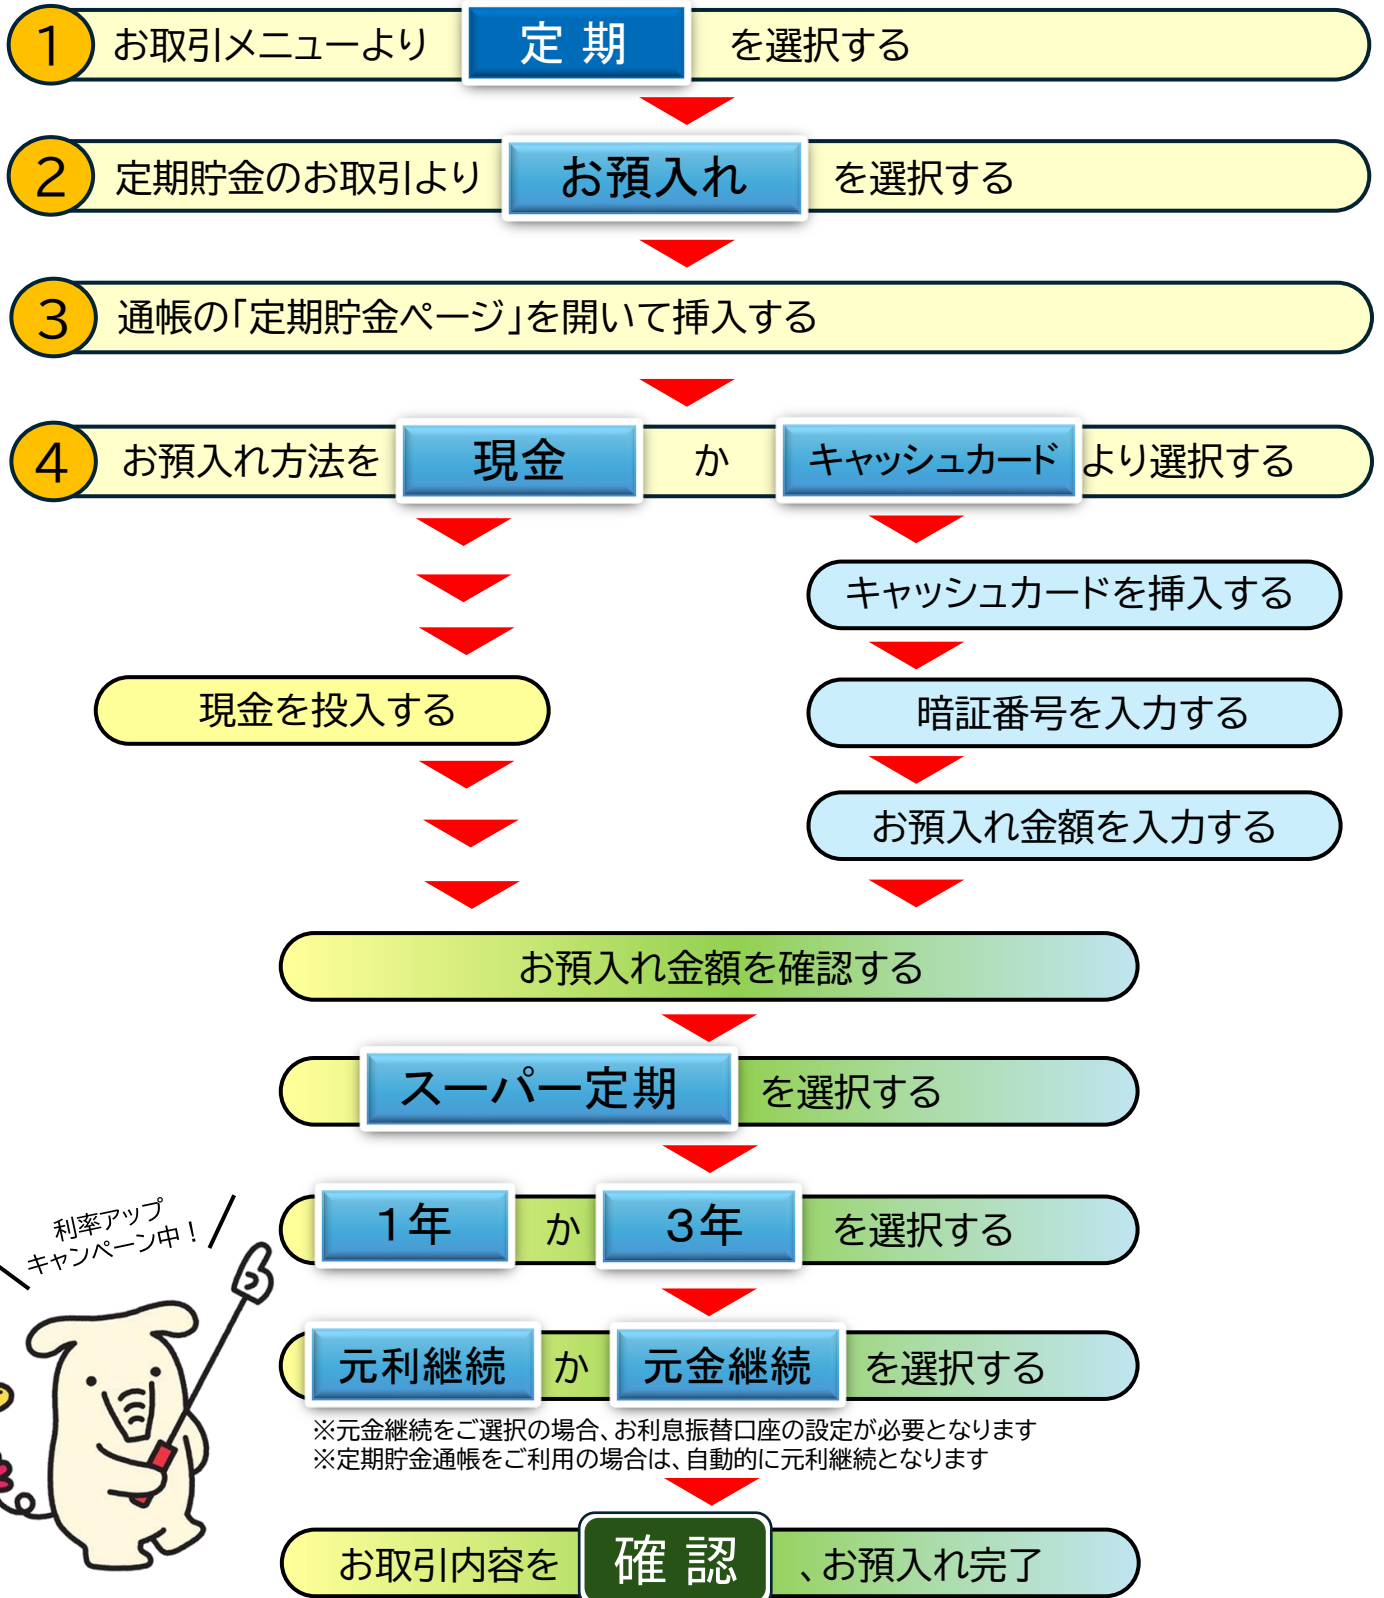 1 お取引メニューより 定期 を選択する
2 定期貯金のお取引より お預入れ を選択する
3 通帳の「定期貯金ページ」を開いて挿入する
4 お預入れ方法を 現金 か キャッシュカード より選択する
キャッシュカードを挿入する
現金を投入する
暗証番号を入力する
お預入れ金額を入力する
お預入れ金額を確認する
スーパー定期 を選択する
利率アップ
キャンペーン中！
1年 か 3年 を選択する
元利継続 か 元金継続 を選択する
※元金継続をご選択の場合、お利息振替口座の設定が必要となります
※定期貯金通帳をご利用の場合は、自動的に元利継続となります
お取引内容を 確認 、お預入れ完了